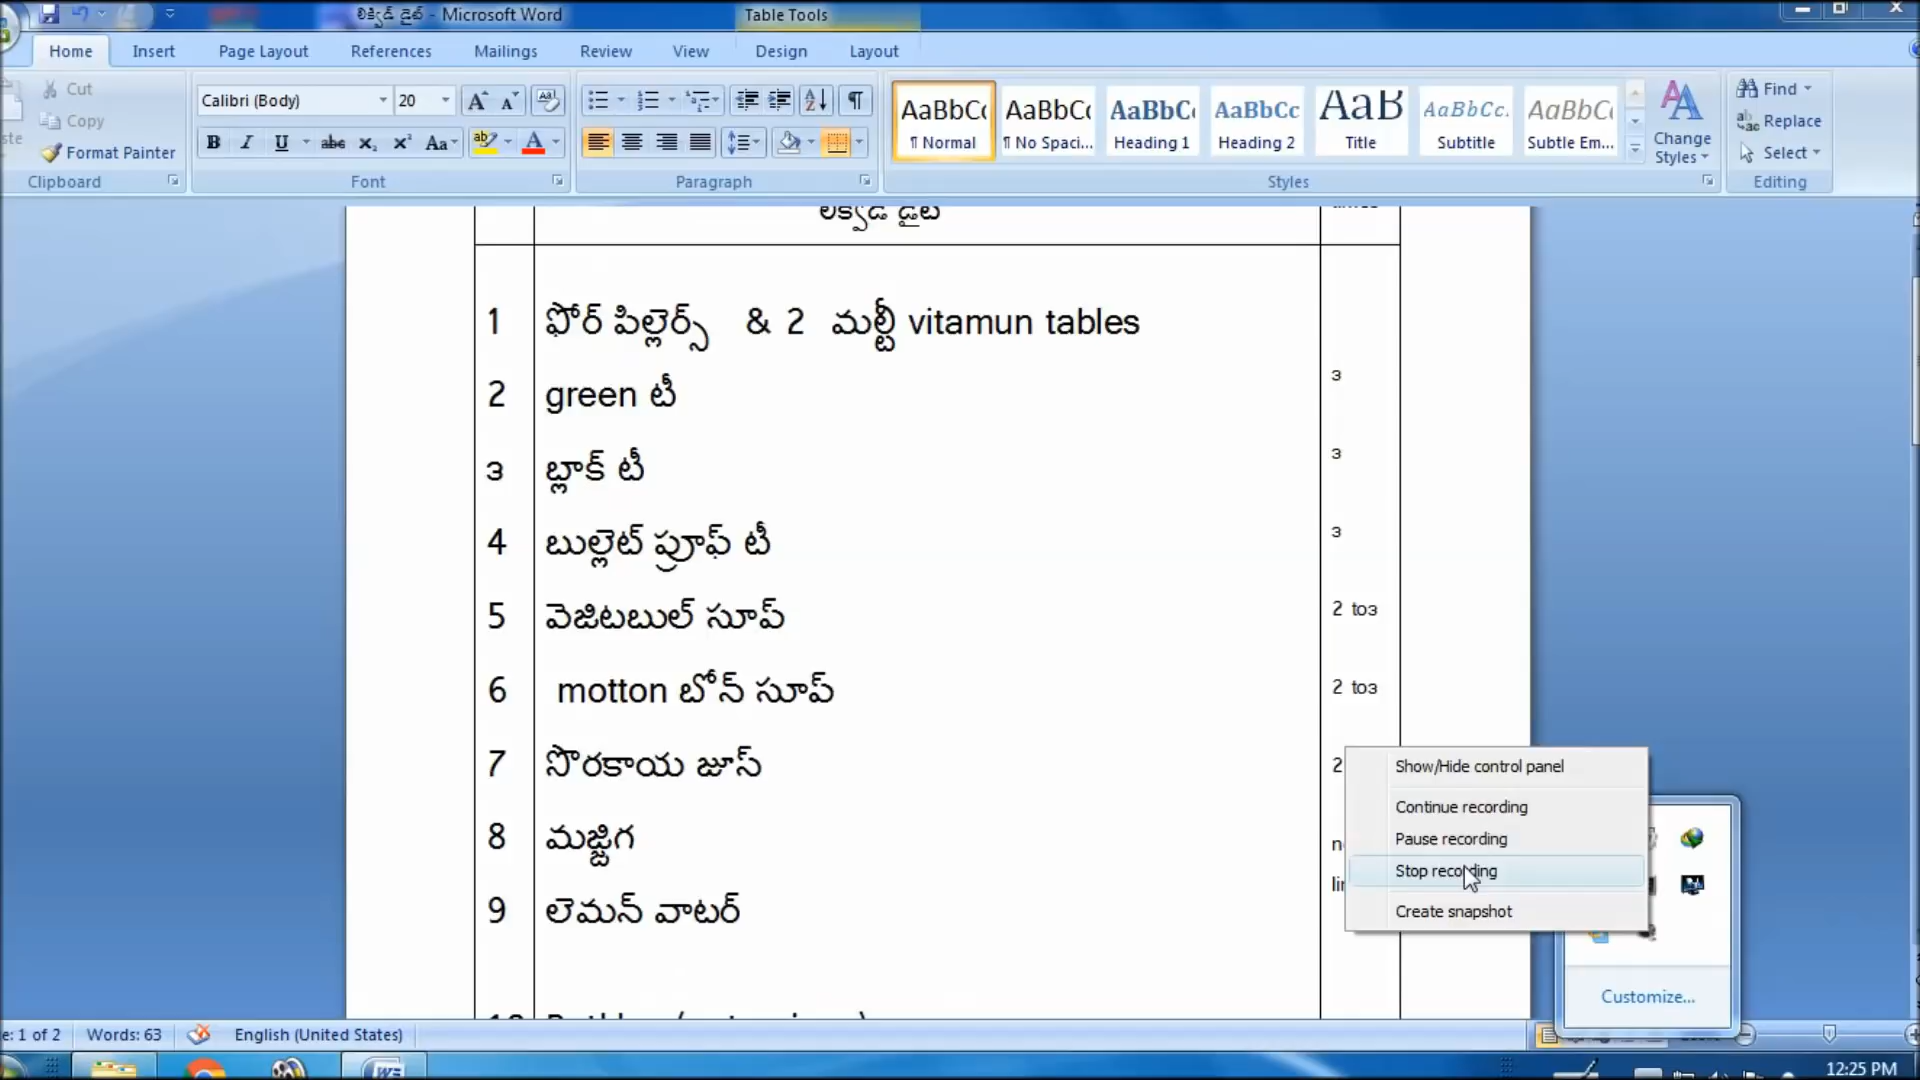 లిక్విడ్ డైట్ - Microsoft Word
Table Tools
Home Insert Page Layout References Mailings Review View Design Layout
Cut
Copy
Format Painter
Clipboard
Calibri (Body) 20
Font
Paragraph
AaBbCc AaBbCc AaBbC AaBbCc AaB AaBbCc. AaBbCc
¶ Normal ¶ No Spaci... Heading 1 Heading 2 Title Subtitle Subtle Em...
Change Styles
Styles
Find
Replace
Select
Editing
లిక్విడ్ డైట్
1 ఫోర్ పిల్లెర్స్ & 2 మల్టీ vitamun tables
2 green టీ 3
3 బ్లాక్ టీ 3
4 బుల్లెట్ ప్రూఫ్ టీ 3
5 వెజిటబుల్ సూప్ 2 to3
6 motton బోన్ సూప్ 2 to3
7 సొరకాయ జూస్ 2
8 మజ్జిగ
9 లెమన్ వాటర్
Show/Hide control panel
Continue recording
Pause recording
Stop recording
Create snapshot
Customize...
e: 1 of 2 Words: 63 English (United States)
12:25 PM